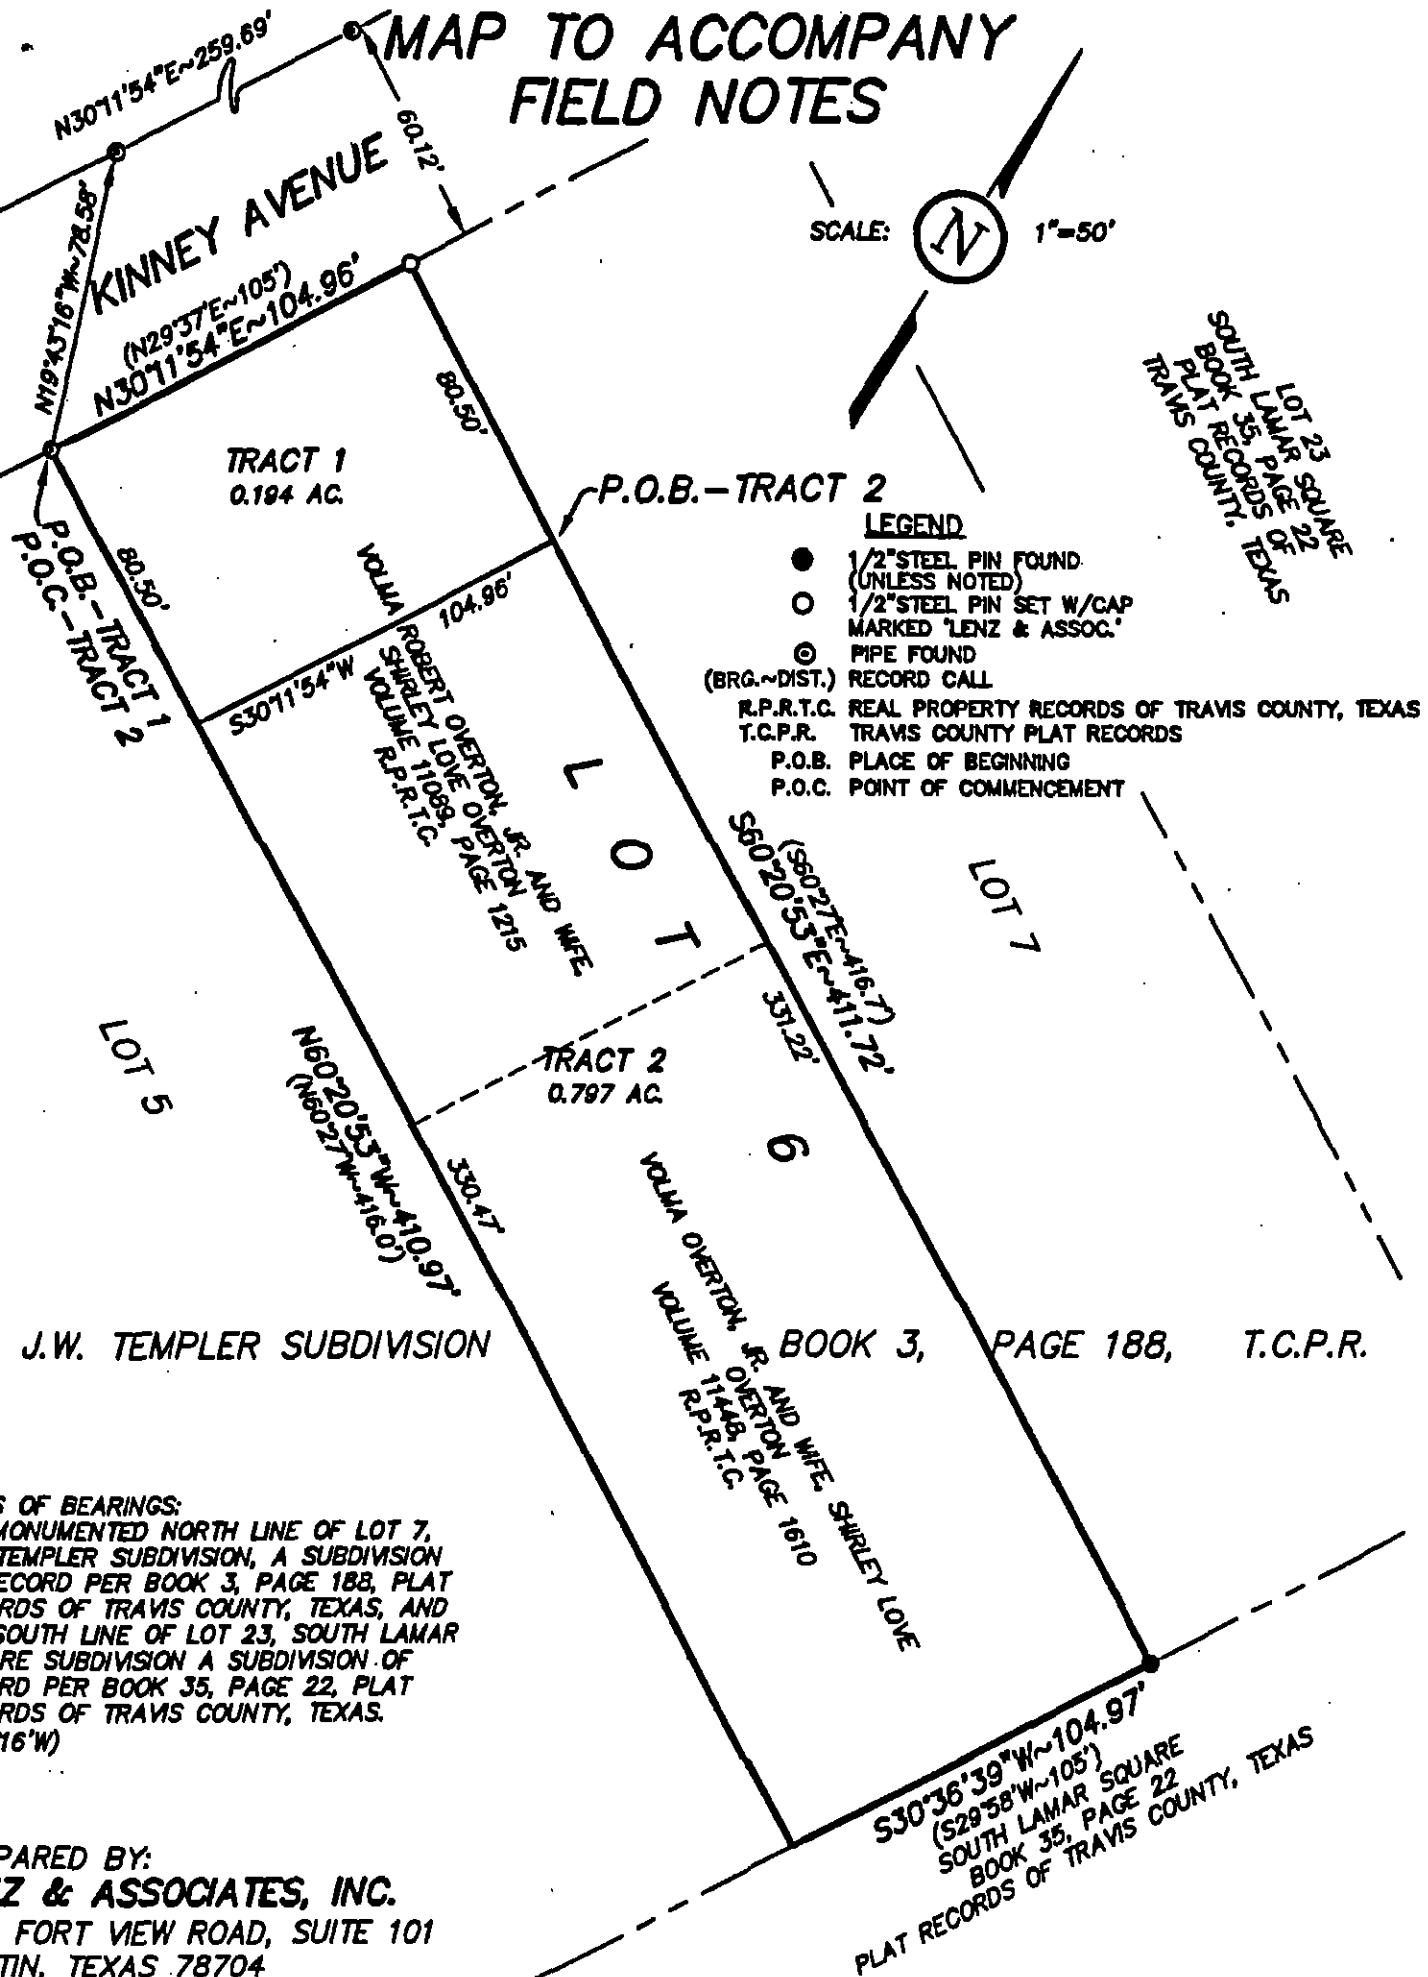 MAP TO ACCOMPANY
FIELD NOTES
N30°11'54"E~259.69'
60.12'
KINNEY AVENUE
N19°43'16"W~78.58'
(N29°37'E~105')
N30°11'54"E~104.96'
SCALE:
N
1"=50'
LOT 23
SOUTH LAMAR SQUARE
BOOK 35, PAGE 22
PLAT RECORDS OF
TRAVIS COUNTY, TEXAS
80.50'
TRACT 1
0.194 AC.
P.O.B.-TRACT 2
P.O.B.-TRACT 1
P.O.C.-TRACT 2
80.50'
104.96'
S30°11'54"W
LEGEND
1/2"STEEL PIN FOUND
(UNLESS NOTED)
1/2"STEEL PIN SET W/CAP
MARKED "LENZ & ASSOC."
PIPE FOUND
(BRG.~DIST.) RECORD CALL
R.P.R.T.C. REAL PROPERTY RECORDS OF TRAVIS COUNTY, TEXAS
T.C.P.R. TRAVIS COUNTY PLAT RECORDS
P.O.B. PLACE OF BEGINNING
P.O.C. POINT OF COMMENCEMENT
VOLMA ROBERT OVERTON, JR. AND WIFE,
SHIRLEY LOVE OVERTON
VOLUME 11089, PAGE 1215
R.P.R.T.C.
LOT
6
(S60°27'E~416.7')
S60°20'53"E~411.72'
331.22'
LOT 7
LOT 5
TRACT 2
0.797 AC.
N60°20'53"W~410.97'
(N60°27'W~416.0')
330.47'
J.W. TEMPLER SUBDIVISION BOOK 3, PAGE 188, T.C.P.R.
VOLMA OVERTON, JR. AND WIFE, SHIRLEY LOVE
OVERTON
VOLUME 11448, PAGE 1610
R.P.R.T.C.
S OF BEARINGS:
MONUMENTED NORTH LINE OF LOT 7,
TEMPLER SUBDIVISION, A SUBDIVISION
ECORD PER BOOK 3, PAGE 188, PLAT
RDS OF TRAVIS COUNTY, TEXAS, AND
SOUTH LINE OF LOT 23, SOUTH LAMAR
RE SUBDIVISION A SUBDIVISION OF
RD PER BOOK 35, PAGE 22, PLAT
RDS OF TRAVIS COUNTY, TEXAS.
16'W)
S30°36'39"W~104.97'
(S29°58'W~105')
SOUTH LAMAR SQUARE
BOOK 35, PAGE 22
PLAT RECORDS OF TRAVIS COUNTY, TEXAS
PARED BY:
Z & ASSOCIATES, INC.
FORT VIEW ROAD, SUITE 101
TIN, TEXAS 78704